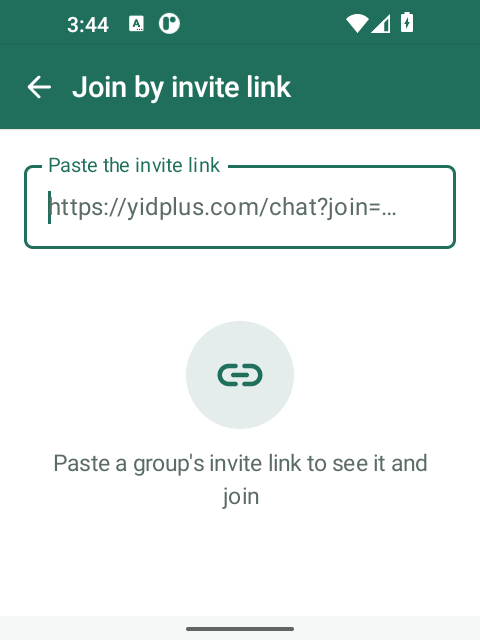 3:44
A
Join by invite link
Paste the invite link
https://yidplus.com/chat?join=…
Paste a group's invite link to see it and
join